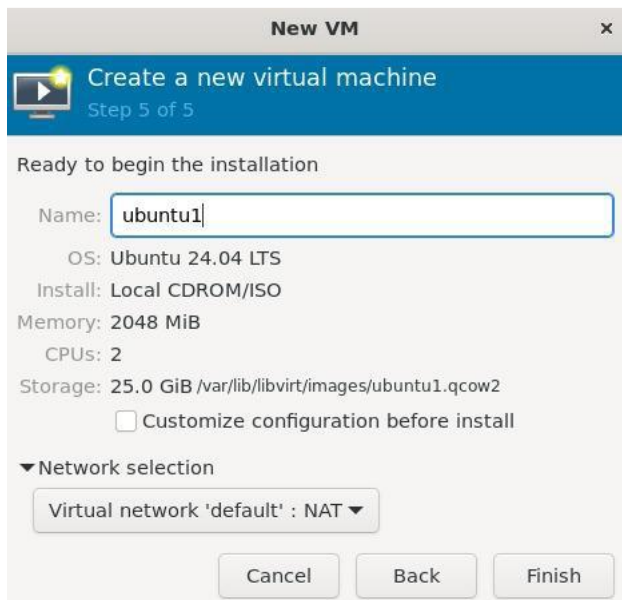 New VM
Create a new virtual machine
Step 5 of 5
Ready to begin the installation
Name: ubuntu1
OS: Ubuntu 24.04 LTS
Install: Local CDROM/ISO
Memory: 2048 MiB
CPUs: 2
Storage: 25.0 GiB /var/lib/libvirt/images/ubuntu1.qcow2
Customize configuration before install
Network selection
Virtual network 'default' : NAT
Cancel Back Finish